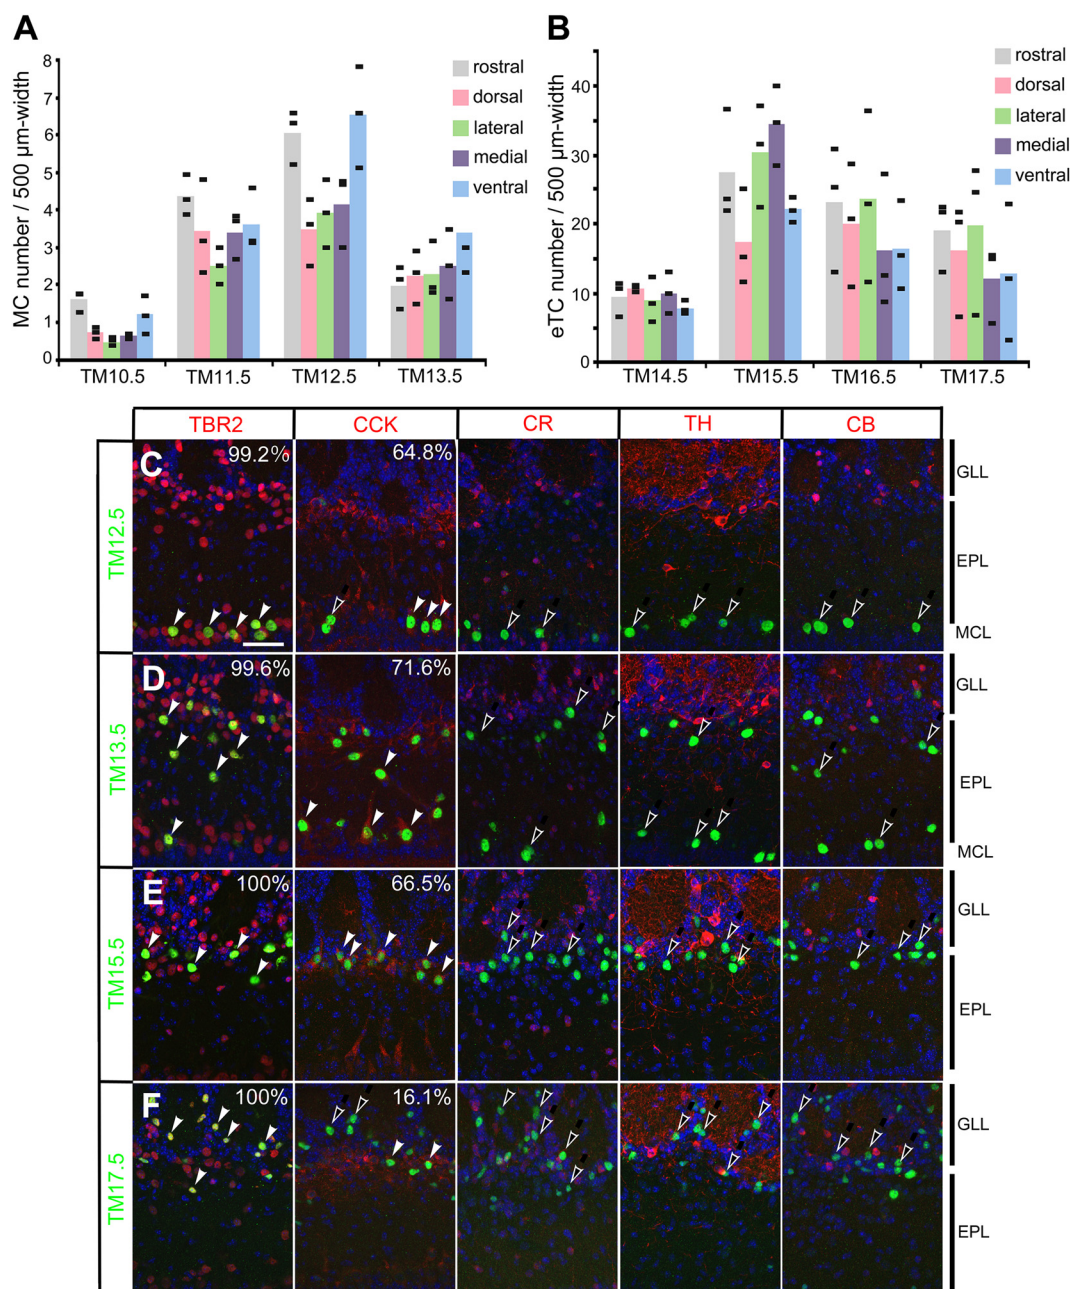 A
MC number / 500 µm-width
8
7
6
5
4
3
2
1
0
TM10.5 TM11.5 TM12.5 TM13.5
rostral
dorsal
lateral
medial
ventral
B
eTC number / 500 µm-width
40
30
20
10
0
TM14.5 TM15.5 TM16.5 TM17.5
rostral
dorsal
lateral
medial
ventral
TBR2 CCK CR TH CB
TM12.5
C 99.2% 64.8%
GLL
EPL
MCL
TM13.5
D 99.6% 71.6%
GLL
EPL
MCL
TM15.5
E 100% 66.5%
GLL
EPL
TM17.5
F 100% 16.1%
GLL
EPL